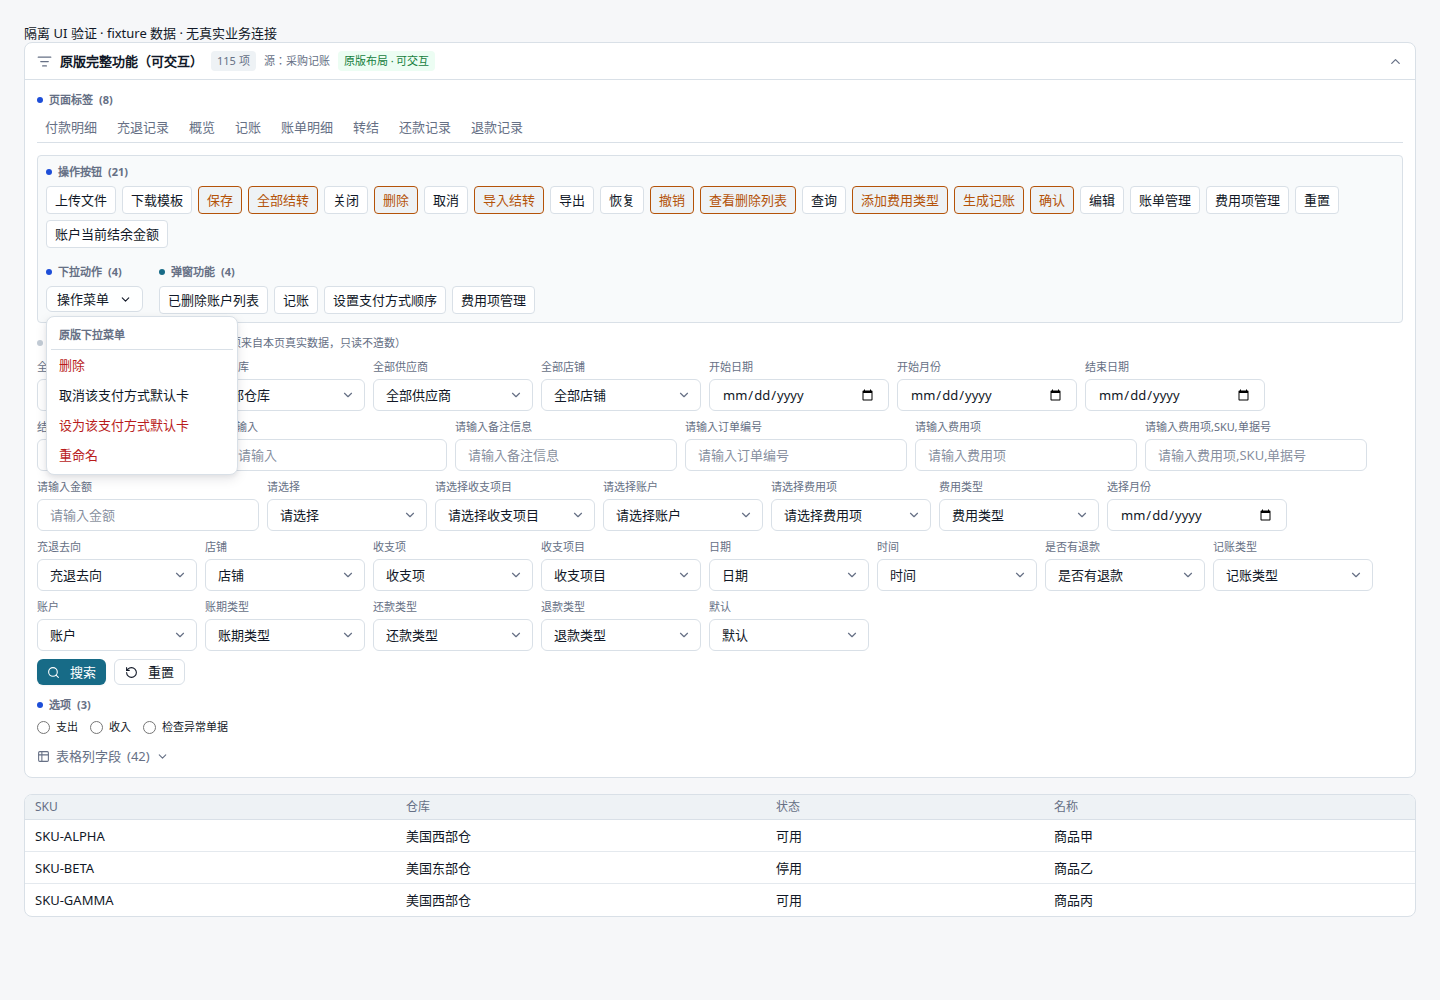 隔离 UI 验证 · fixture 数据 · 无真实业务连接
原版完整功能（可交互） 115 项 源：采购记账 原版布局 · 可交互
页面标签 (8)
付款明细 充退记录 概览 记账 账单明细 转结 还款记录 退款记录
操作按钮 (21)
上传文件 下载模板 保存 全部结转 关闭 删除 取消 导入结转 导出 恢复 撤销 查看删除列表 查询 添加费用类型 生成记账 确认 编辑 账单管理 费用项管理 重置
账户当前结余金额
下拉动作 (4) 弹窗功能 (4)
操作菜单 已删除账户列表 记账 设置支付方式顺序 费用项管理
原版下拉菜单
删除
取消该支付方式默认卡
设为该支付方式默认卡
重命名
来自本页真实数据，只读不造数）
全 库 全部供应商 全部店铺 开始日期 开始月份 结束日期
仓库 全部供应商 全部店铺 mm/dd/yyyy mm/dd/yyyy mm/dd/yyyy
结 输入 请输入备注信息 请输入订单编号 请输入费用项 请输入费用项,SKU,单据号
请输入 请输入备注信息 请输入订单编号 请输入费用项 请输入费用项,SKU,单据号
请输入金额 请选择 请选择收支项目 请选择账户 请选择费用项 费用类型 选择月份
请输入金额 请选择 请选择收支项目 请选择账户 请选择费用项 费用类型 mm/dd/yyyy
充退去向 店铺 收支项 收支项目 日期 时间 是否有退款 记账类型
充退去向 店铺 收支项 收支项目 日期 时间 是否有退款 记账类型
账户 账期类型 还款类型 退款类型 默认
账户 账期类型 还款类型 退款类型 默认
搜索 重置
选项 (3)
支出 收入 检查异常单据
表格列字段 (42)
SKU 仓库 状态 名称
SKU-ALPHA 美国西部仓 可用 商品甲
SKU-BETA 美国东部仓 停用 商品乙
SKU-GAMMA 美国西部仓 可用 商品丙